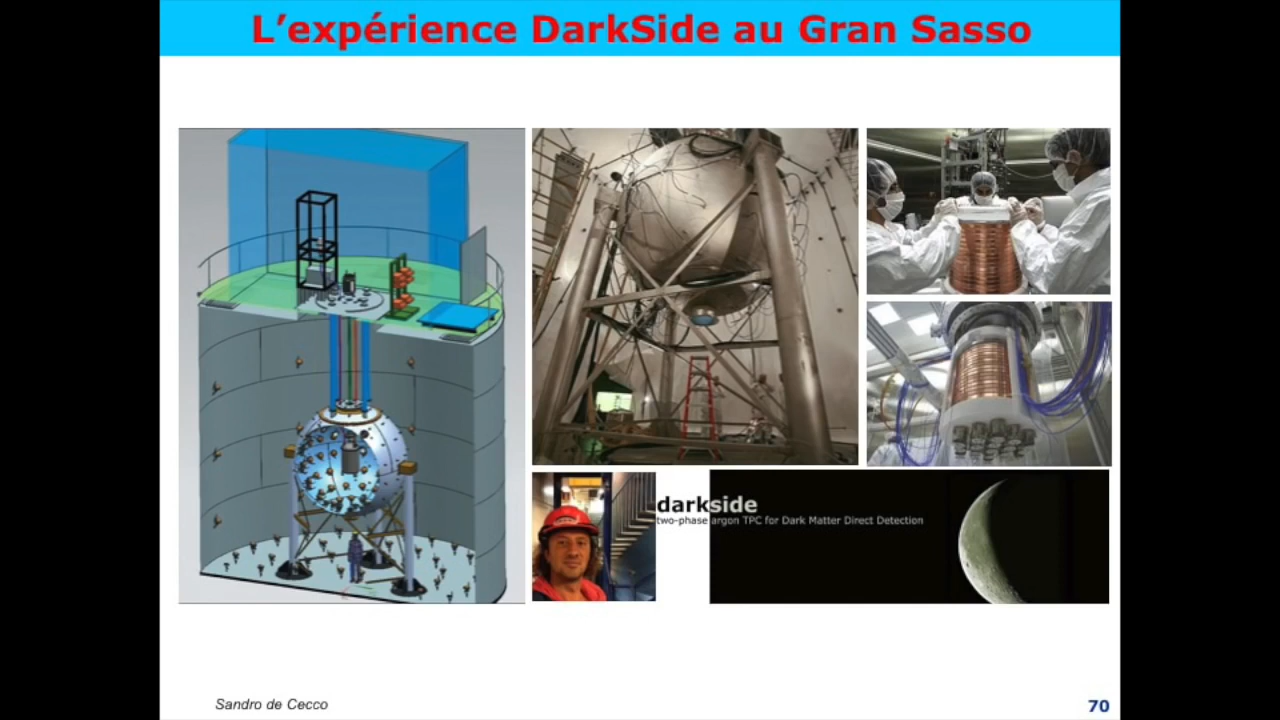 L’expérience DarkSide au Gran Sasso
darkside
two-phase argon TPC for Dark Matter Direct Detection
Sandro de Cecco
70